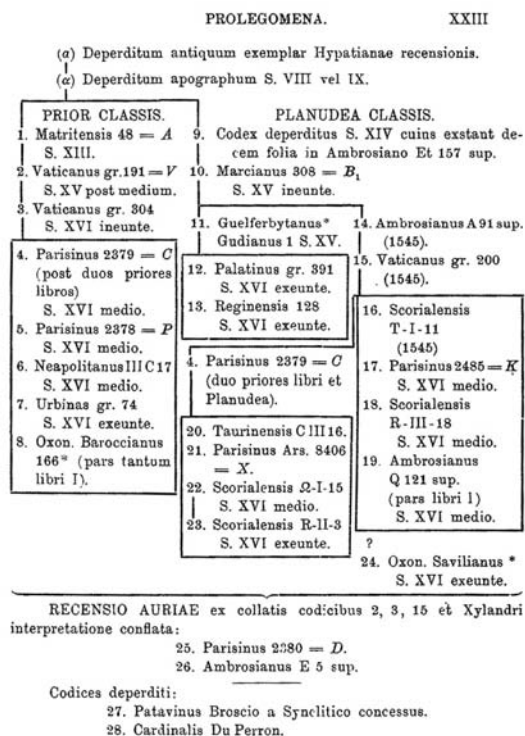 PROLEGOMENA. XXIII
(a) Deperditum antiquum exemplar Hypatianae recensionis.
(α) Deperditum apographum S. VIII vel IX.
PRIOR CLASSIS.
1. Matritensis 48 = A
S. XIII.
2. Vaticanus gr. 191 = V
S. XV post medium.
3. Vaticanus gr. 304
S. XVI ineunte.
4. Parisinus 2379 = C
(post duos priores
libros)
S. XVI medio.
5. Parisinus 2378 = P
S. XVI medio.
6. Neapolitanus III C 17
S. XVI medio.
7. Urbinas gr. 74
S. XVI exeunte.
8. Oxon. Baroccianus
166* (pars tantum
libri I).
PLANUDEA CLASSIS.
9. Codex deperditus S. XIV cuius exstant de-
cem folia in Ambrosiano Et 157 sup.
10. Marcianus 308 = B₁
S. XV ineunte.
11. Guelferbytanus*
Gudianus 1 S. XV.
12. Palatinus gr. 391
S. XVI exeunte.
13. Reginensis 128
S. XVI exeunte.
4. Parisinus 2379 = C
(duo priores libri et
Planudea).
20. Taurinensis C III 16.
21. Parisinus Ars. 8406
= X.
22. Scorialensis Ω-I-15
S. XVI medio.
23. Scorialensis R-II-3
S. XVI exeunte.
14. Ambrosianus A 91 sup.
(1545).
15. Vaticanus gr. 200
(1545).
16. Scorialensis
T-I-11
(1545)
17. Parisinus 2485 = K
S. XVI medio.
18. Scorialensis
R-III-18
S. XVI medio.
19. Ambrosianus
Q 121 sup.
(pars libri I)
S. XVI medio.
?
24. Oxon. Savilianus *
S. XVI exeunte.
RECENSIO AURIAE ex collatis codicibus 2, 3, 15 et Xylandri
interpretatione conflata:
25. Parisinus 2380 = D.
26. Ambrosianus E 5 sup.
Codices deperditi:
27. Patavinus Broscio a Synclitico concessus.
28. Cardinalis Du Perron.